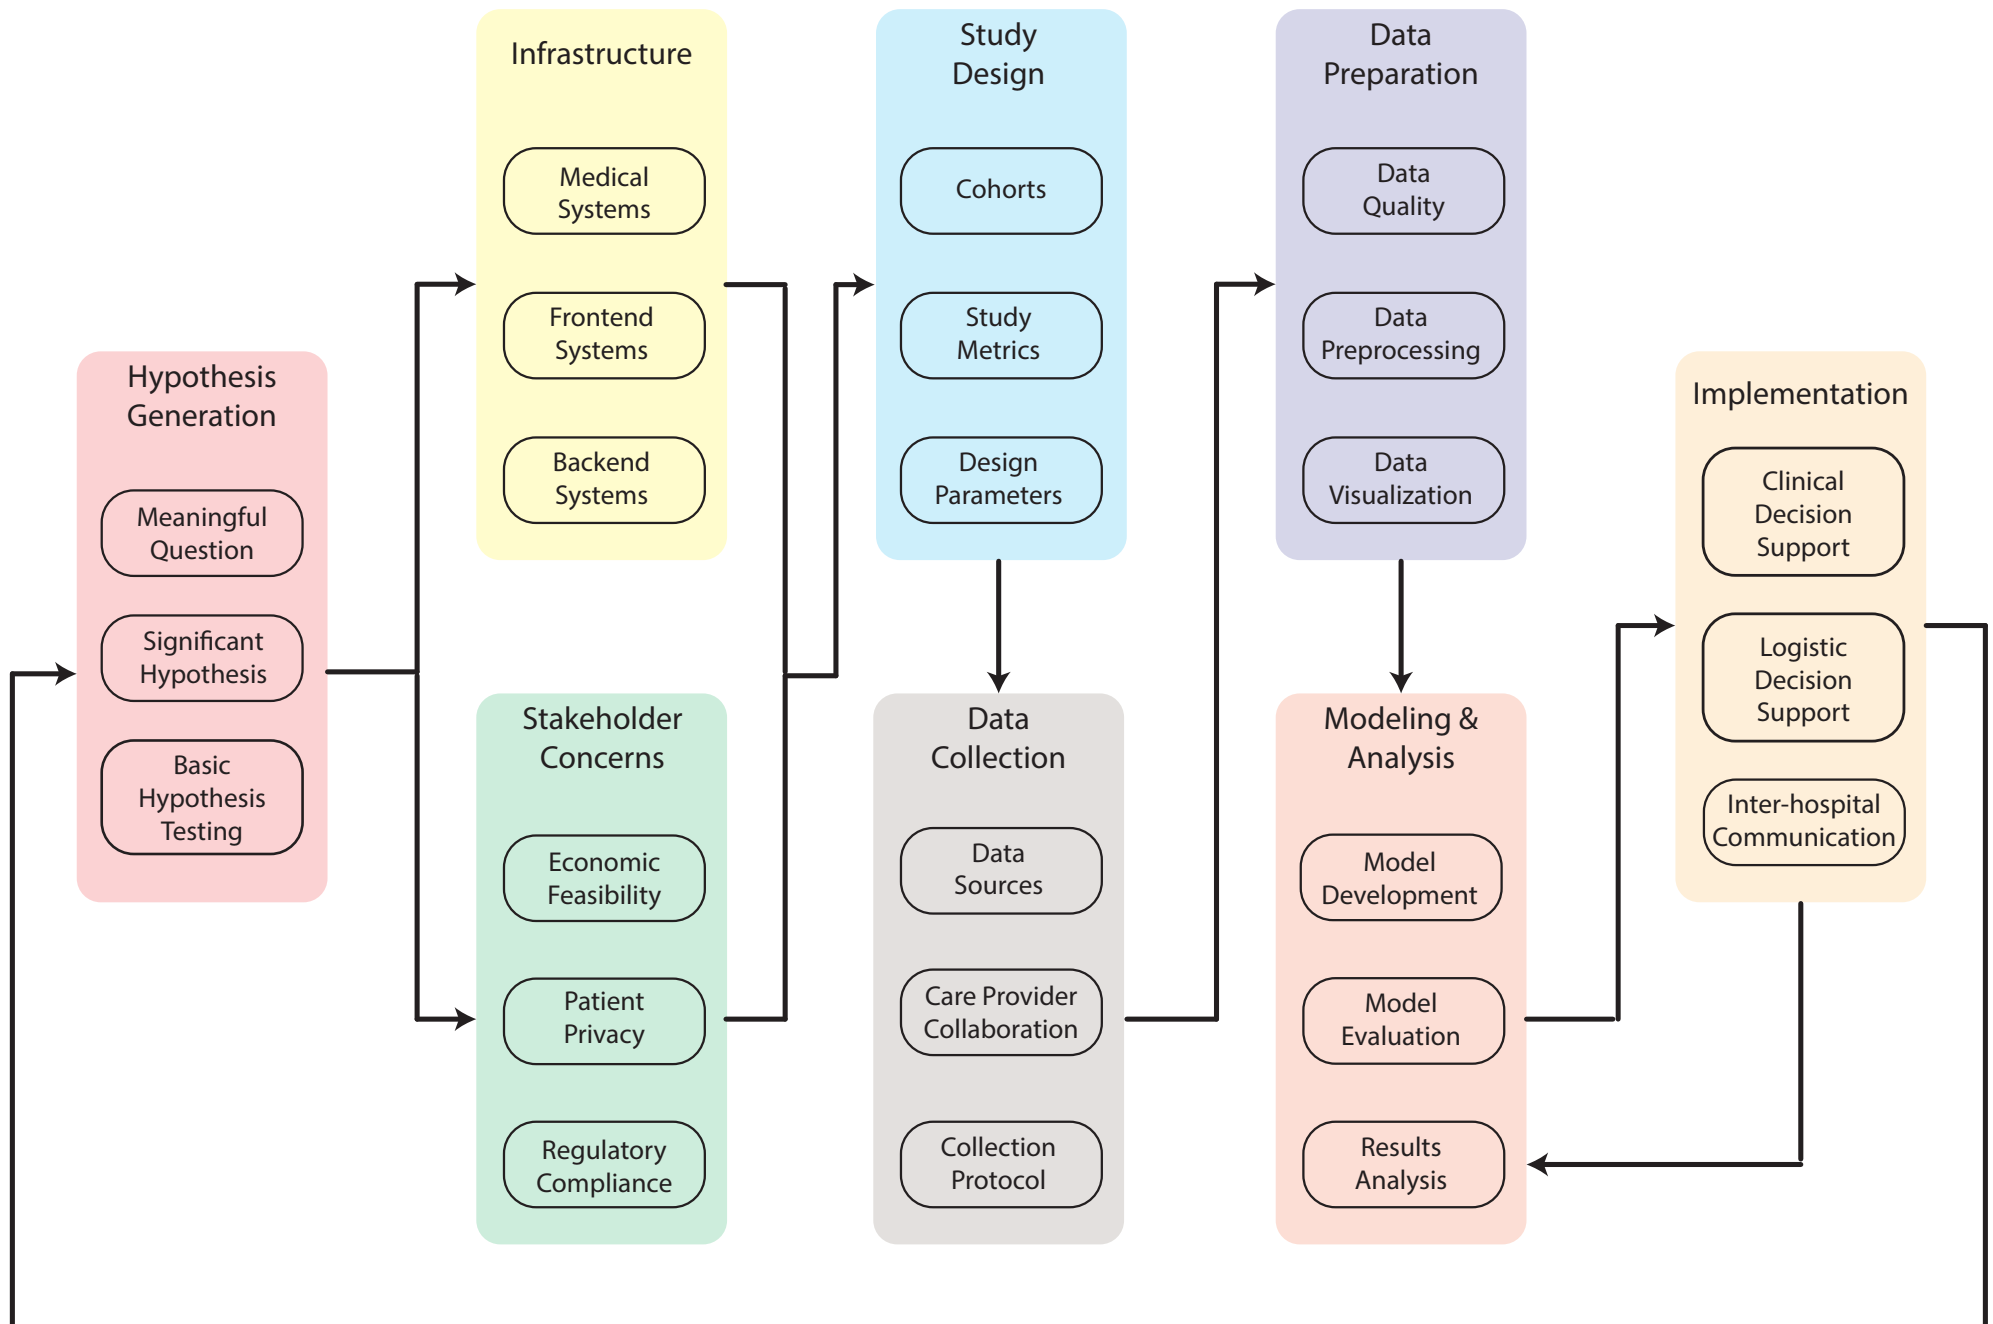 Hypothesis
Generation
Meaningful
Question
Significant
Hypothesis
Basic
Hypothesis
Testing
Infrastructure
Medical
Systems
Frontend
Systems
Backend
Systems
Stakeholder
Concerns
Economic
Feasibility
Patient
Privacy
Regulatory
Compliance
Study
Design
Cohorts
Study
Metrics
Design
Parameters
Data
Collection
Data
Sources
Care Provider
Collaboration
Collection
Protocol
Data
Preparation
Data
Quality
Data
Preprocessing
Data
Visualization
Modeling &
Analysis
Model
Development
Model
Evaluation
Results
Analysis
Implementation
Clinical
Decision
Support
Logistic
Decision
Support
Inter-hospital
Communication